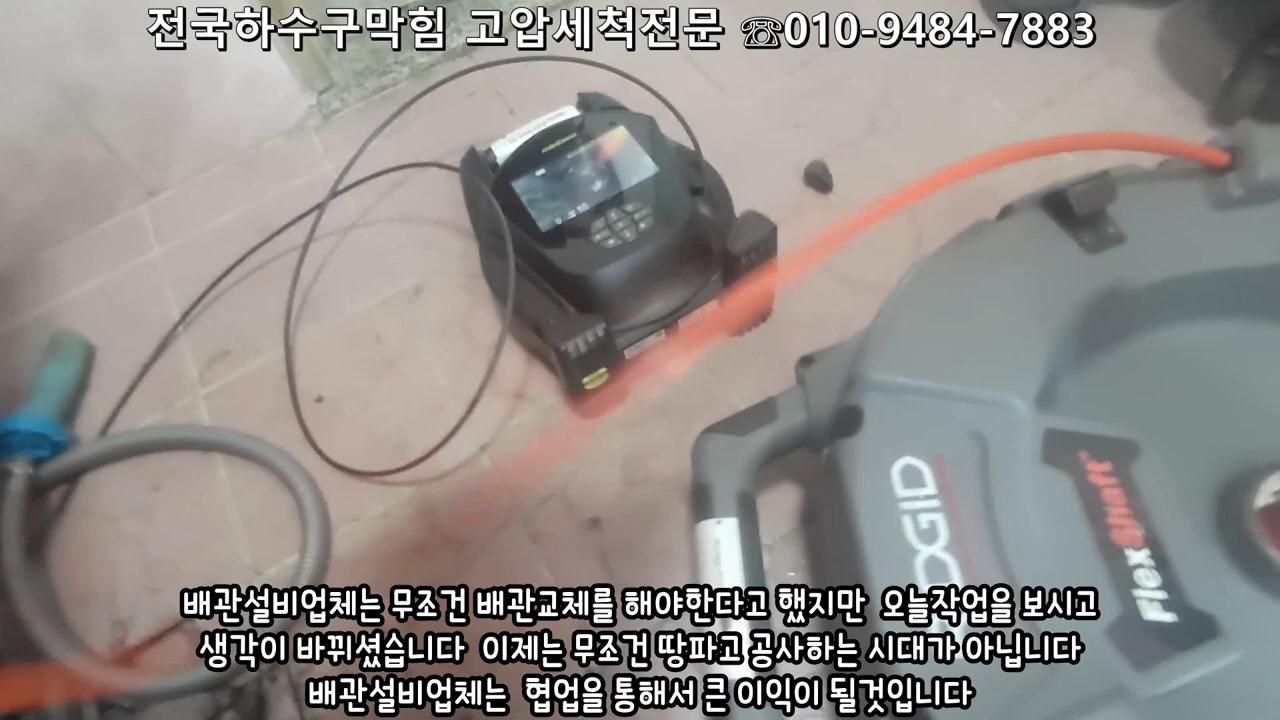 전국하수구막힘 고압세척전문 ☏010-9484-7883
DGID
FlexShaft™
배관설비업체는 무조건 배관교체를 해야한다고 했지만 오늘작업을 보시고
생각이 바뀌셨습니다 이제는 무조건 땅파고 공사하는 시대가 아닙니다
배관설비업체는 협업을 통해서 큰 이익이 될것입니다